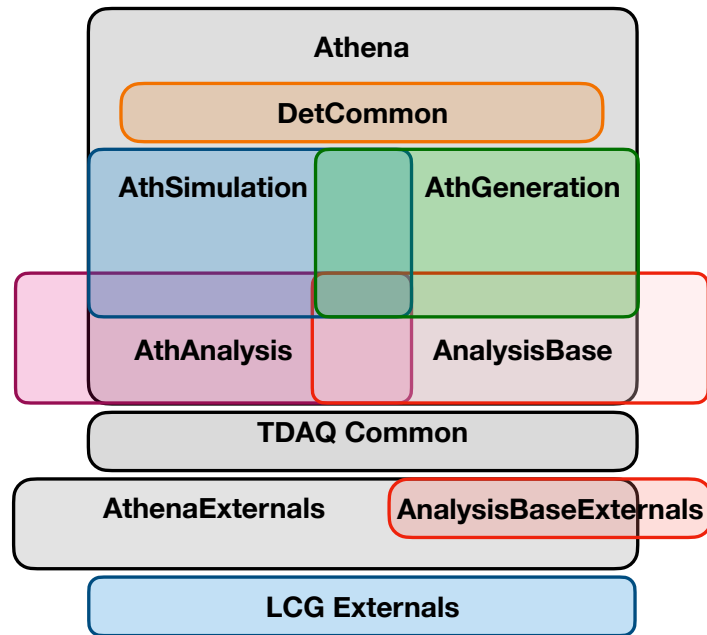 Athena
DetCommon
AthSimulation
AthGeneration
AthAnalysis
AnalysisBase
TDAQ Common
AthenaExternals
AnalysisBaseExternals
LCG Externals